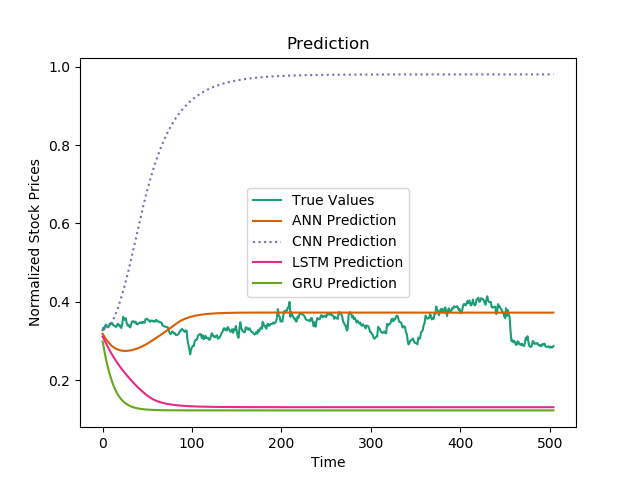 Prediction
1.0
0.8
0.6
0.4
0.2
Normalized Stock Prices
True Values
ANN Prediction
CNN Prediction
LSTM Prediction
GRU Prediction
0 100 200 300 400 500
Time